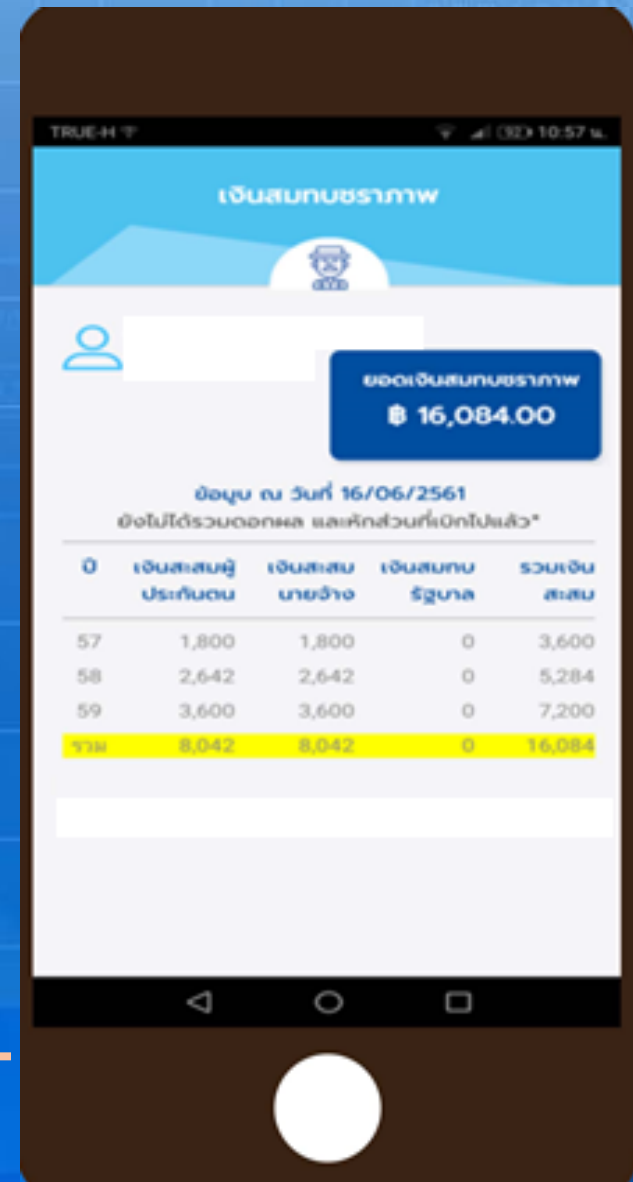 TRUE-H 92 10:57 น.
เงินสมทบชราภาพ
ยอดเงินสมทบชราภาพ
฿ 16,084.00
ข้อมูบ ณ วันที่ 16/06/2561
ยังไม่ได้รวมดอกผล และหักส่วนที่เบิกไปแล้ว*
ปี เงินสะสมผู้ประกันตน เงินสะสมนายจ้าง เงินสมทบรัฐบาล รวมเงินสะสม
57 1,800 1,800 0 3,600
58 2,642 2,642 0 5,284
59 3,600 3,600 0 7,200
รวม 8,042 8,042 0 16,084